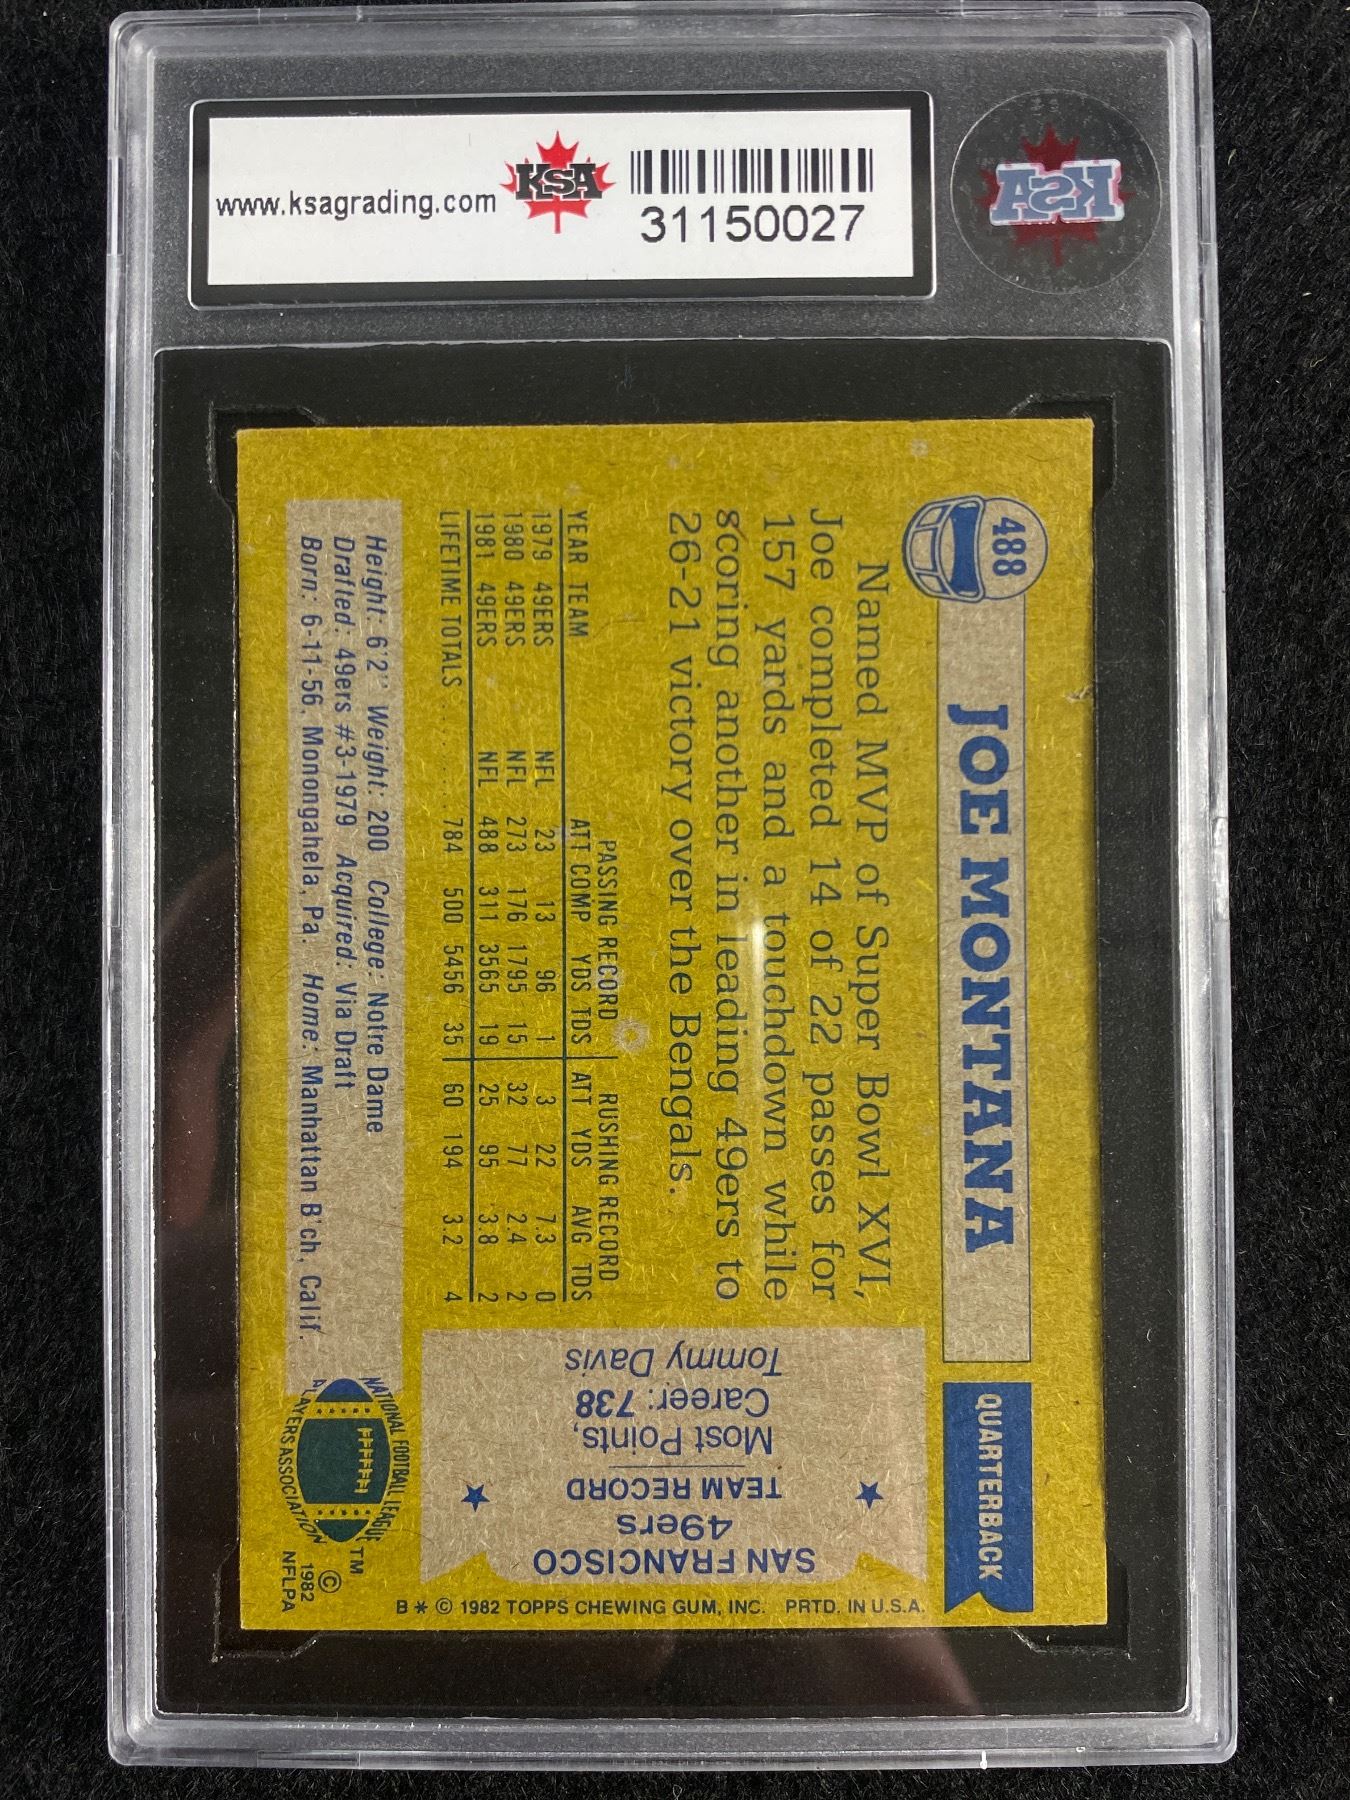 www.ksagrading.com
KSA
31150027
KSA
488
JOE MONTANA
QUARTERBACK
Named MVP of Super Bowl XVI,
Joe completed 14 of 22 passes for
157 yards and a touchdown while
scoring another in leading 49ers to
26-21 victory over the Bengals.
PASSING RECORD RUSHING RECORD
YEAR TEAM ATT COMP YDS TDS ATT YDS AVG TDS
1979 49ERS NFL 23 13 96 1 3 22 7.3 0
1980 49ERS NFL 273 176 1795 15 32 77 2.4 2
1981 49ERS NFL 488 311 3565 19 25 95 3.8 2
LIFETIME TOTALS........ 784 500 5456 35 60 194 3.2 4
Height: 6'2" Weight: 200 College: Notre Dame
Drafted: 49ers #3-1979 Acquired: Via Draft
Born: 6-11-56, Monongahela, Pa. Home: Manhattan B'ch, Calif.
SAN FRANCISCO
49ers
TEAM RECORD
Most Points,
Career: 738
Tommy Davis
NATIONAL FOOTBALL LEAGUE
PLAYERS ASSOCIATION
TM
© 1982
NFLPA
B * © 1982 TOPPS CHEWING GUM, INC. PRTD. IN U.S.A.